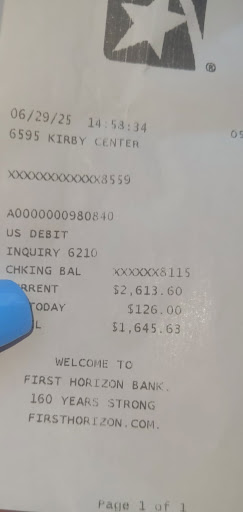 ®
06/29/25 14:53:34
6595 KIRBY CENTER
XXXXXXXXXXXX8559
A0000000980840
US DEBIT
INQUIRY 6210
CHKING BAL XXXXXX8115
RRENT $2,613.60
TODAY $126.00
L $1,645.63
WELCOME TO
FIRST HORIZON BANK.
160 YEARS STRONG
FIRSTHORIZON.COM.
Page 1 of 1